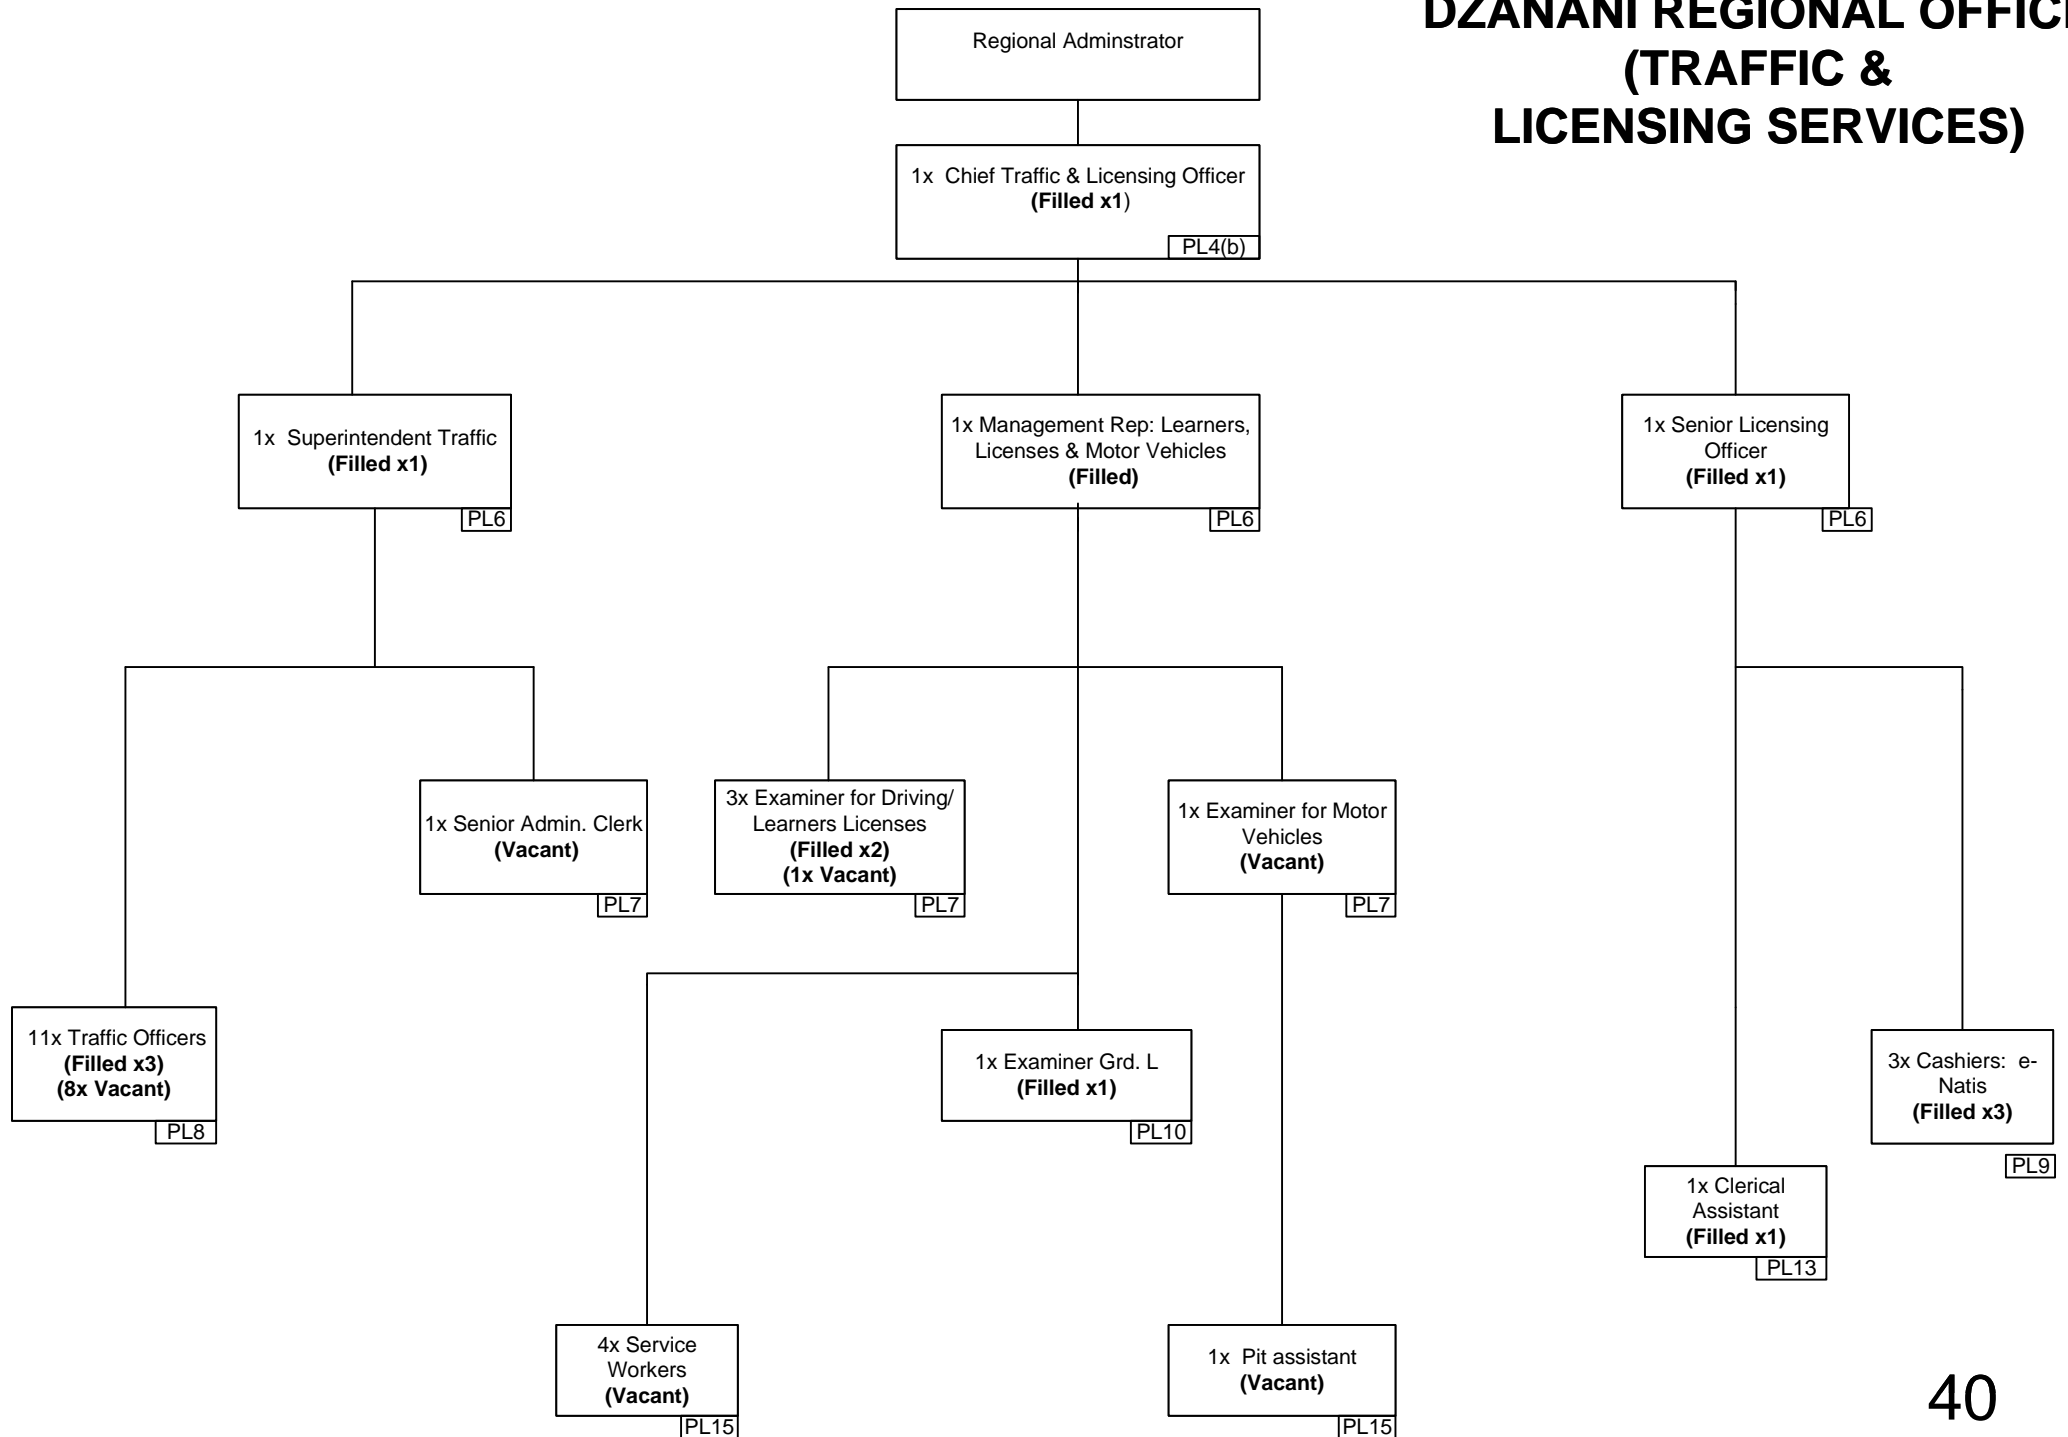 DZANANI REGIONAL OFFIC
(TRAFFIC &
LICENSING SERVICES)
Regional Adminstrator
1x Chief Traffic & Licensing Officer
(Filled x1)
PL4(b)
1x Superintendent Traffic
(Filled x1)
PL6
1x Management Rep: Learners,
Licenses & Motor Vehicles
(Filled)
PL6
1x Senior Licensing
Officer
(Filled x1)
PL6
1x Senior Admin. Clerk
(Vacant)
PL7
3x Examiner for Driving/
Learners Licenses
(Filled x2)
(1x Vacant)
PL7
1x Examiner for Motor
Vehicles
(Vacant)
PL7
11x Traffic Officers
(Filled x3)
(8x Vacant)
PL8
1x Examiner Grd. L
(Filled x1)
PL10
3x Cashiers: e-
Natis
(Filled x3)
PL9
1x Clerical
Assistant
(Filled x1)
PL13
4x Service
Workers
(Vacant)
PL15
1x Pit assistant
(Vacant)
PL15
40